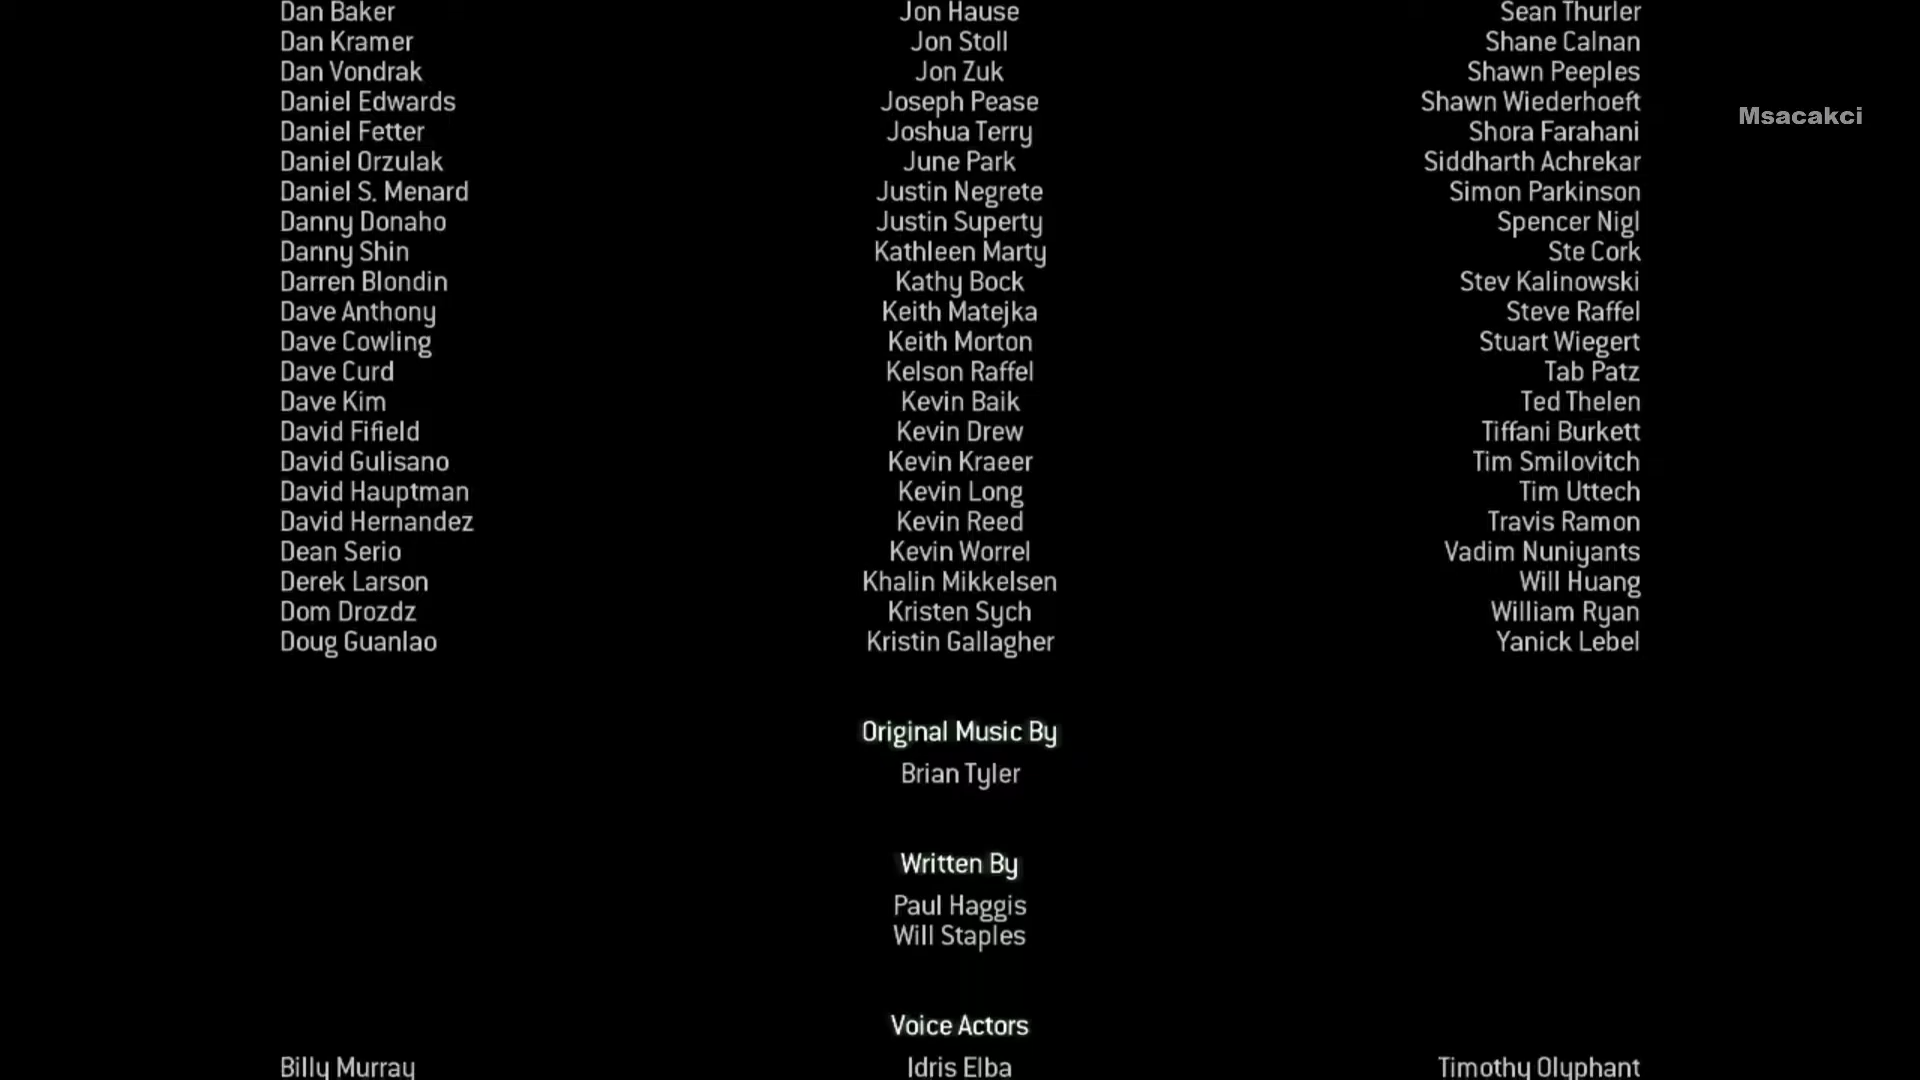 Dan Baker Jon Hause Sean Thurler
Dan Kramer Jon Stoll Shane Calnan
Dan Vondrak Jon Zuk Shawn Peeples
Daniel Edwards Joseph Pease Shawn Wiederhoeft
Msacakci
Daniel Fetter Joshua Terry Shora Farahani
Daniel Orzulak June Park Siddharth Achrekar
Daniel S. Menard Justin Negrete Simon Parkinson
Danny Donaho Justin Superty Spencer Nigl
Danny Shin Kathleen Marty Ste Cork
Darren Blondin Kathy Bock Stev Kalinowski
Dave Anthony Keith Matejka Steve Raffel
Dave Cowling Keith Morton Stuart Wiegert
Dave Curd Kelson Raffel Tab Patz
Dave Kim Kevin Baik Ted Thelen
David Fifield Kevin Drew Tiffani Burkett
David Gulisano Kevin Kraeer Tim Smilovitch
David Hauptman Kevin Long Tim Uttech
David Hernandez Kevin Reed Travis Ramon
Dean Serio Kevin Worrel Vadim Nuniyants
Derek Larson Khalin Mikkelsen Will Huang
Dom Drozdz Kristen Sych William Ryan
Doug Guanlao Kristin Gallagher Yanick Lebel
Original Music By
Brian Tyler
Written By
Paul Haggis
Will Staples
Voice Actors
Billy Murray Idris Elba Timothy Olyphant